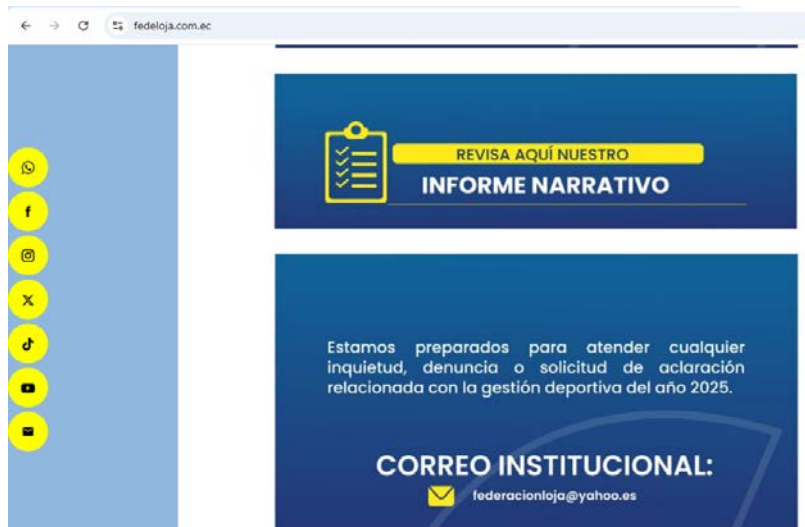 fedeloja.com.ec
REVISA AQUÍ NUESTRO
INFORME NARRATIVO
Estamos preparados para atender cualquier
inquietud, denuncia o solicitud de aclaración
relacionada con la gestión deportiva del año 2025.
CORREO INSTITUCIONAL:
federacionloja@yahoo.es